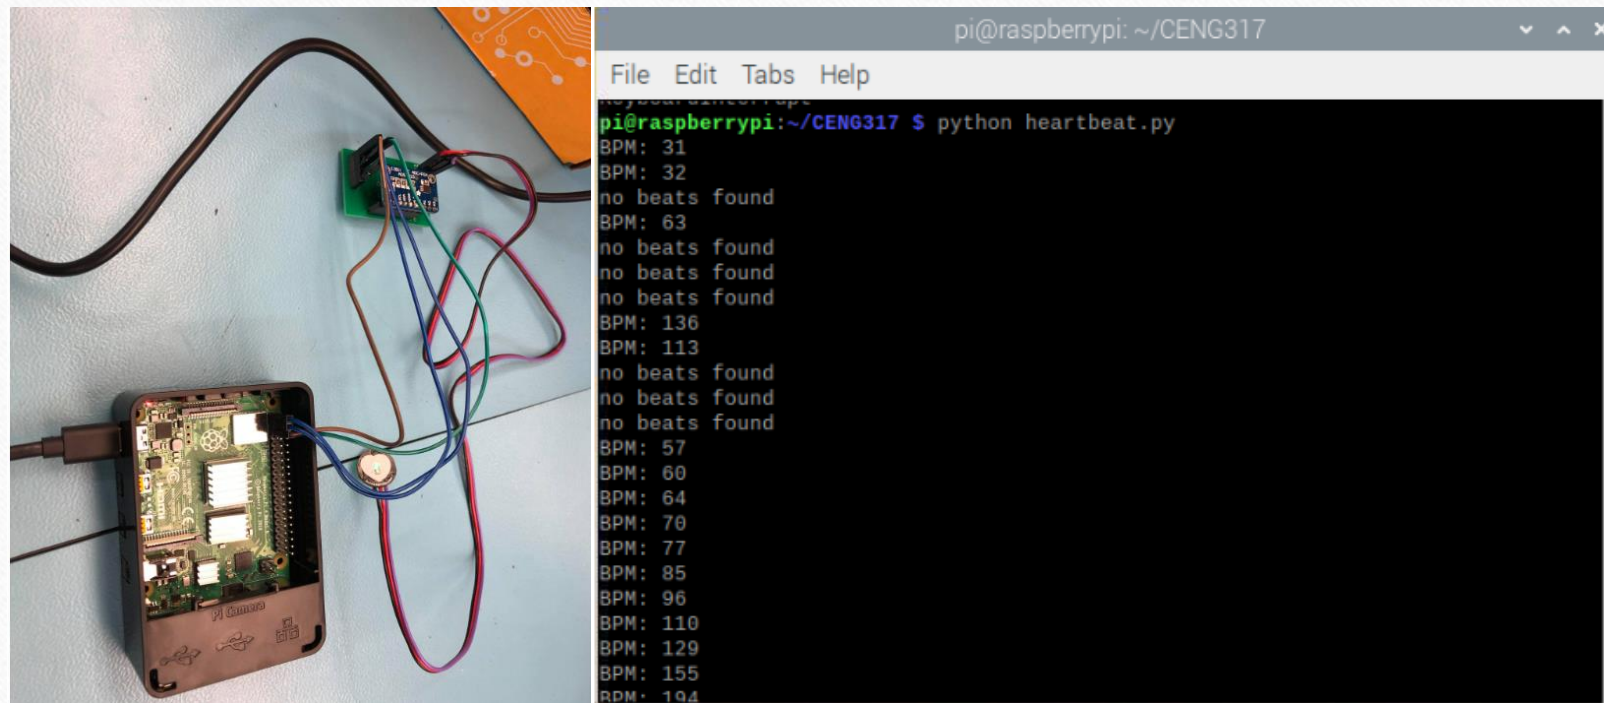 Pi Camera
pi@raspberrypi: ~/CENG317
File Edit Tabs Help
KeyboardInterrupt
pi@raspberrypi:~/CENG317 $ python heartbeat.py
BPM: 31
BPM: 32
no beats found
BPM: 63
no beats found
no beats found
no beats found
BPM: 136
BPM: 113
no beats found
no beats found
no beats found
BPM: 57
BPM: 60
BPM: 64
BPM: 70
BPM: 77
BPM: 85
BPM: 96
BPM: 110
BPM: 129
BPM: 155
BPM: 194